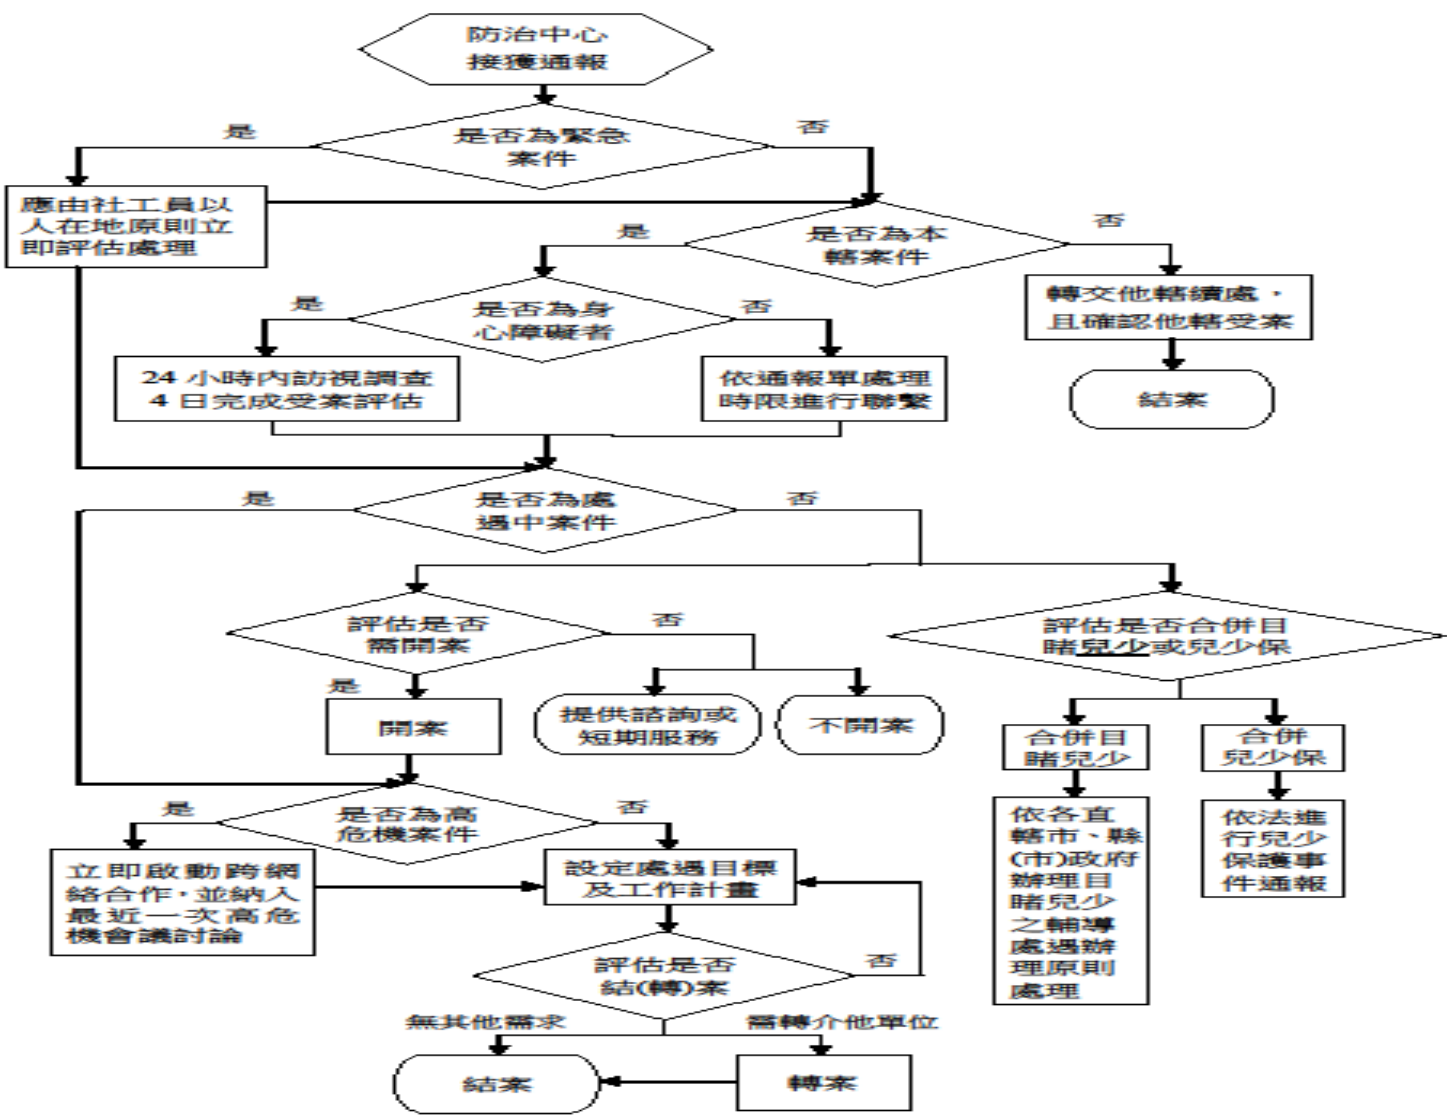 防治中心
接獲通報
是
否
是否為緊急
案件
應由社工員以
人在地原則立
即評估處理
是
否
是否為本
轄案件
轉交他轄續處，
且確認他轄受案
結案
是
否
是否為身
心障礙者
24 小時內訪視調查
4 日完成受案評估
依通報單處理
時限進行聯繫
是
否
是否為處
遇中案件
評估是否
需開案
否
是
開案
提供諮詢或
短期服務
不開案
評估是否合併目
睹兒少或兒少保
合併目
睹兒少
合併
兒少保
依各直
轄市、縣
(市)政府
辦理目
睹兒少
之輔導
處遇辦
理原則
處理
依法進
行兒少
保護事
件通報
是
否
是否為高
危機案件
立即啟動跨網
絡合作，並納入
最近一次高危
機會議討論
設定處遇目標
及工作計畫
評估是否
結(轉)案
否
無其他需求
需轉介他單位
結案
轉案